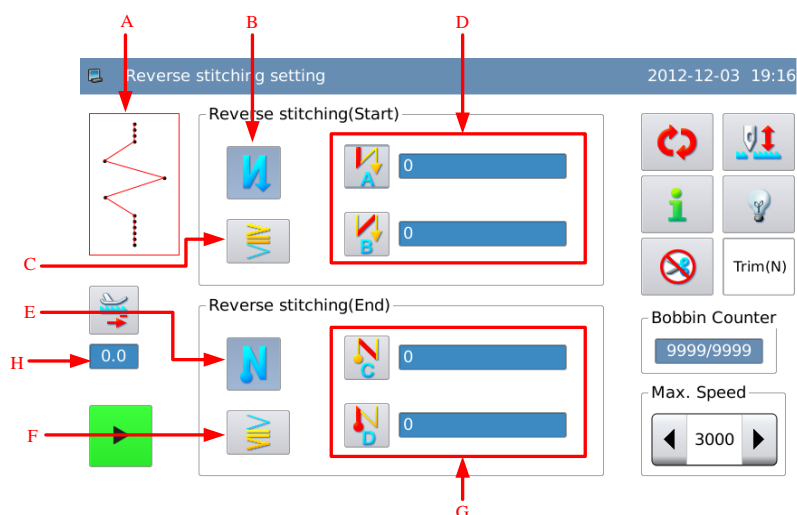 A B D
Reverse stitching setting 2012-12-03 19:16
Reverse stitching(Start)
A 0
B 0
C
Trim(N)
E
Reverse stitching(End)
Bobbin Counter
H 0.0
C 0
9999/9999
Max. Speed
F
D 0
3000
G